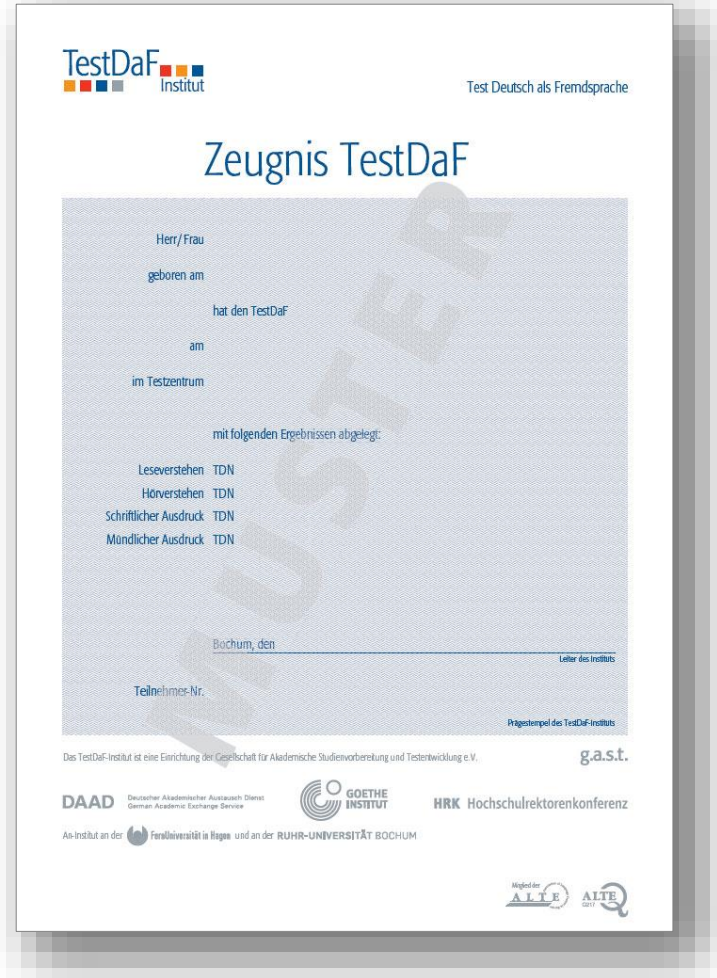 TestDaF
Institut
Test Deutsch als Fremdsprache
Zeugnis TestDaF
Herr/Frau
geboren am
hat den TestDaF
am
im Testzentrum
mit folgenden Ergebnissen abgelegt:
Leseverstehen TDN
Hörverstehen TDN
Schriftlicher Ausdruck TDN
Mündlicher Ausdruck TDN
MUSTER
Bochum, den
Leiter des Instituts
Teilnehmer-Nr.
Prägestempel des TestDaF-Instituts
Das TestDaF-Institut ist eine Einrichtung der Gesellschaft für Akademische Studienvorbereitung und Testentwicklung e.V. g.a.s.t.
DAAD Deutscher Akademischer Austausch Dienst
German Academic Exchange Service
GOETHE
INSTITUT
HRK Hochschulrektorenkonferenz
An-Institut an der FernUniversität in Hagen und an der RUHR-UNIVERSITÄT BOCHUM
Mitglied der
ALTE
ALTE